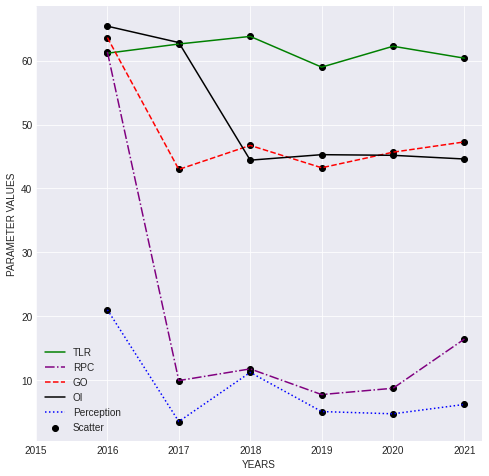 PARAMETER VALUES
60
50
40
30
20
10
TLR
RPC
GO
OI
Perception
Scatter
2015 2016 2017 2018 2019 2020 2021
YEARS